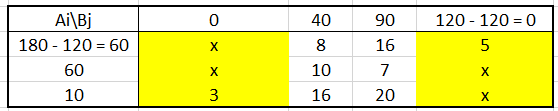 Ai\Bj 0 40 90 120 - 120 = 0
180 - 120 = 60 x 8 16 5
60 x 10 7 x
10 3 16 20 x